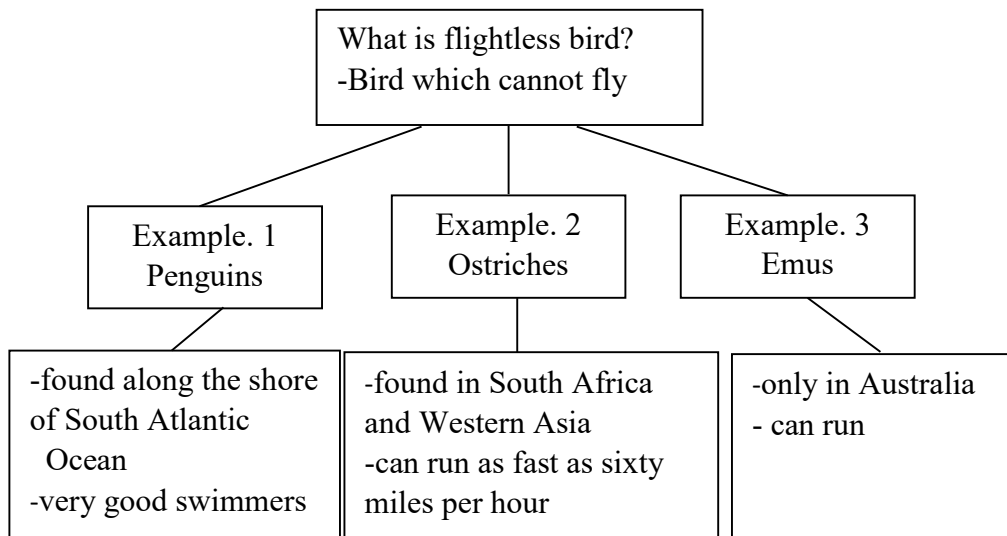 What is flightless bird?
-Bird which cannot fly
Example. 1
Penguins
Example. 2
Ostriches
Example. 3
Emus
-found along the shore
of South Atlantic
Ocean
-very good swimmers
-found in South Africa
and Western Asia
-can run as fast as sixty
miles per hour
-only in Australia
- can run